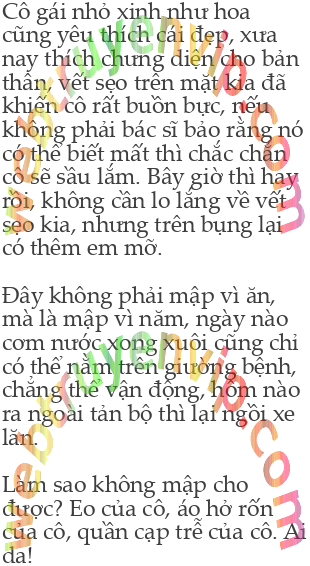 Cô gái nhỏ xinh như hoa
cũng yêu thích cái đẹp, xưa
nay thích chưng diện cho bản
thân, vết sẹo trên mặt kia đã
khiến cô rất buồn bực, nếu
không phải bác sĩ bảo rằng nó
có thể biết mất thì chắc chắn
cô sẽ sầu lắm. Bây giờ thì hay
rồi, không cần lo lắng về vết
sẹo kia, nhưng trên bụng lại
có thêm em mỡ.

Đây không phải mập vì ăn,
mà là mập vì nằm, ngày nào
cơm nước xong xuôi cũng chỉ
có thể nằm trên giường bệnh,
chẳng thể vận động, hôm nào
ra ngoài tản bộ thì lại ngồi xe
lăn.

Làm sao không mập cho
được? Eo của cô, áo hở rốn
của cô, quần cạp trễ của cô. Ai
da!
webtruyenvip.com
webtruyenvip.com